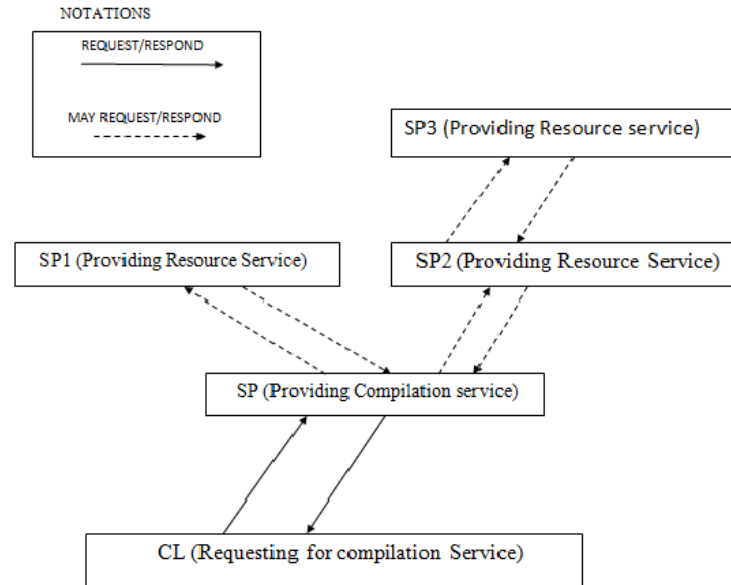 NOTATIONS
REQUEST/RESPOND
MAY REQUEST/RESPOND
SP3 (Providing Resource service)
SP1 (Providing Resource Service)
SP2 (Providing Resource Service)
SP (Providing Compilation service)
CL (Requesting for compilation Service)